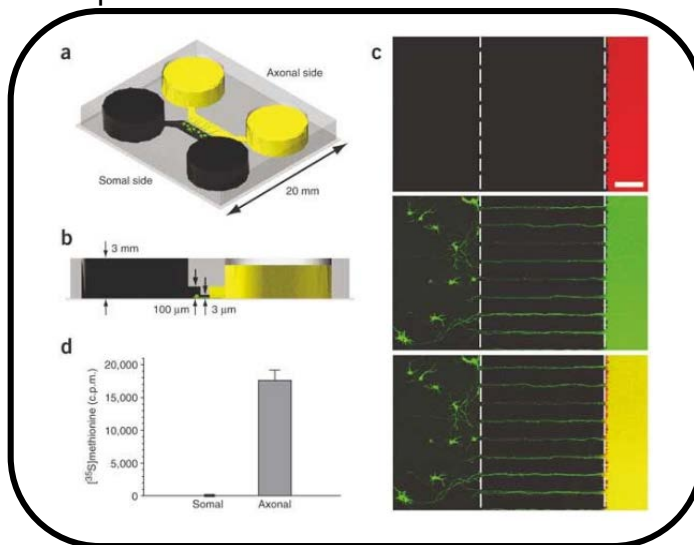 a
Axonal side
Somal side
20 mm
b
3 mm
100 μm
3 μm
c
d
[³⁵S]methionine (c.p.m.)
20,000
15,000
10,000
5,000
0
Somal
Axonal